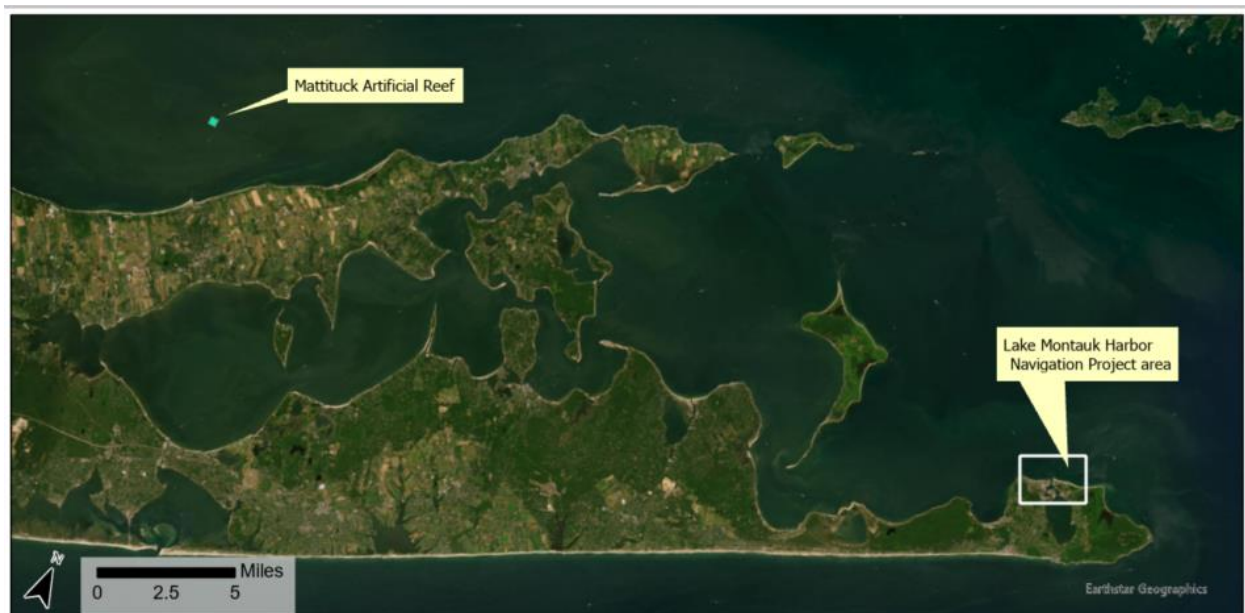 Mattituck Artificial Reef
Lake Montauk Harbor
Navigation Project area
N
Miles
0 2.5 5
Earthstar Geographics